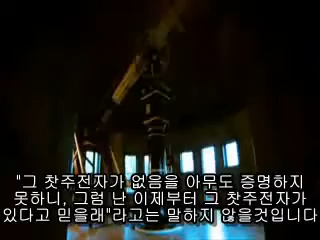 "그 찻주전자가 없음을 아무도 증명하지
못하니, 그럼 난 이제부터 그 찻주전자가
있다고 믿을래"라고는 말하지 않을것입니다